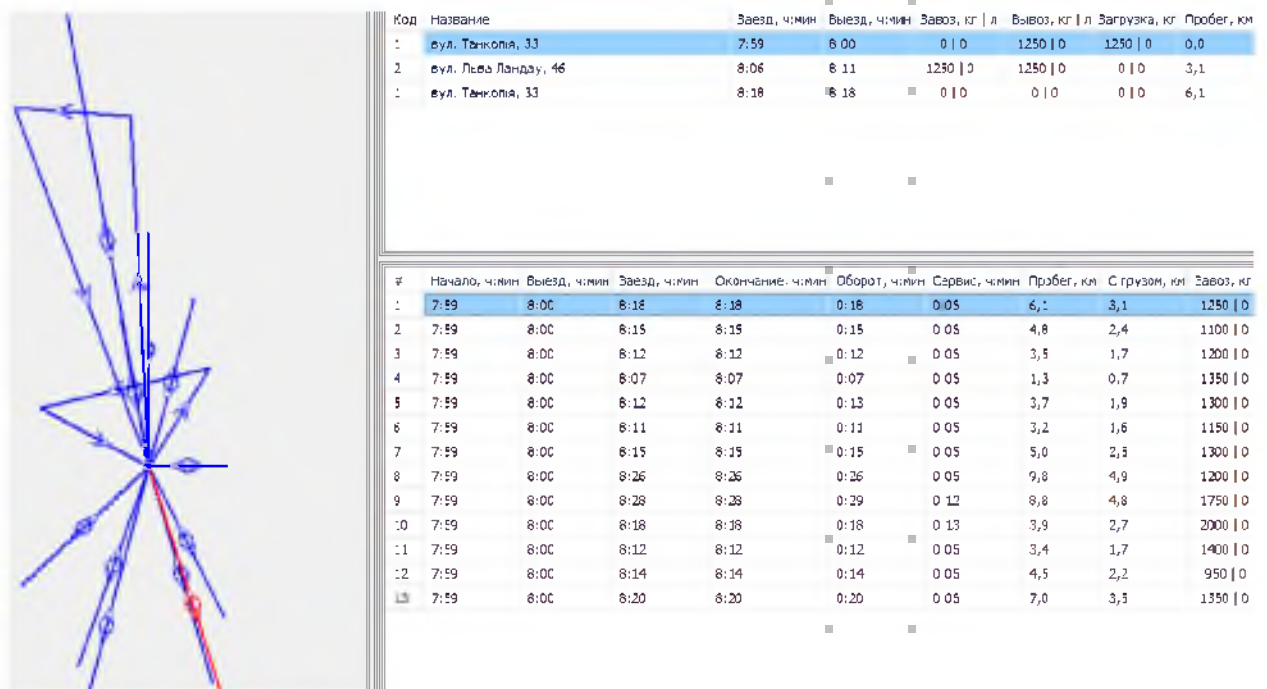 Код Название Заезд, ч:мин Выезд, ч:мин Завоз, кг | л Вывоз, кг | л Загрузка, кг Пробег, км
1 вул. Танкопія, 33 7:59 8:00 0 | 0 1250 | 0 1250 | 0 0,0
2 вул. Льва Ландау, 46 8:06 8:11 1250 | 0 1250 | 0 0 | 0 3,1
1 вул. Танкопія, 33 8:18 8:18 0 | 0 0 | 0 0 | 0 6,1
# Начало, ч:мин Выезд, ч:мин Заезд, ч:мин Окончание, ч:мин Оборот, ч:мин Сервис, ч:мин Пробег, км С грузом, км Завоз, кг
1 7:59 8:00 8:18 8:18 0:18 0:05 6,1 3,1 1250 | 0
2 7:59 8:00 8:15 8:15 0:15 0:05 4,8 2,4 1100 | 0
3 7:59 8:00 8:12 8:12 0:12 0:05 3,5 1,7 1200 | 0
4 7:59 8:00 8:07 8:07 0:07 0:05 1,3 0,7 1350 | 0
5 7:59 8:00 8:12 8:12 0:13 0:05 3,7 1,9 1300 | 0
6 7:59 8:00 8:11 8:11 0:11 0:05 3,2 1,6 1150 | 0
7 7:59 8:00 8:15 8:15 0:15 0:05 5,0 2,5 1300 | 0
8 7:59 8:00 8:26 8:26 0:26 0:05 9,8 4,9 1200 | 0
9 7:59 8:00 8:28 8:28 0:29 0:12 8,8 4,8 1750 | 0
10 7:59 8:00 8:18 8:18 0:18 0:13 3,9 2,7 2000 | 0
11 7:59 8:00 8:12 8:12 0:12 0:05 3,4 1,7 1400 | 0
12 7:59 8:00 8:14 8:14 0:14 0:05 4,5 2,2 950 | 0
13 7:59 8:00 8:20 8:20 0:20 0:05 7,0 3,5 1350 | 0